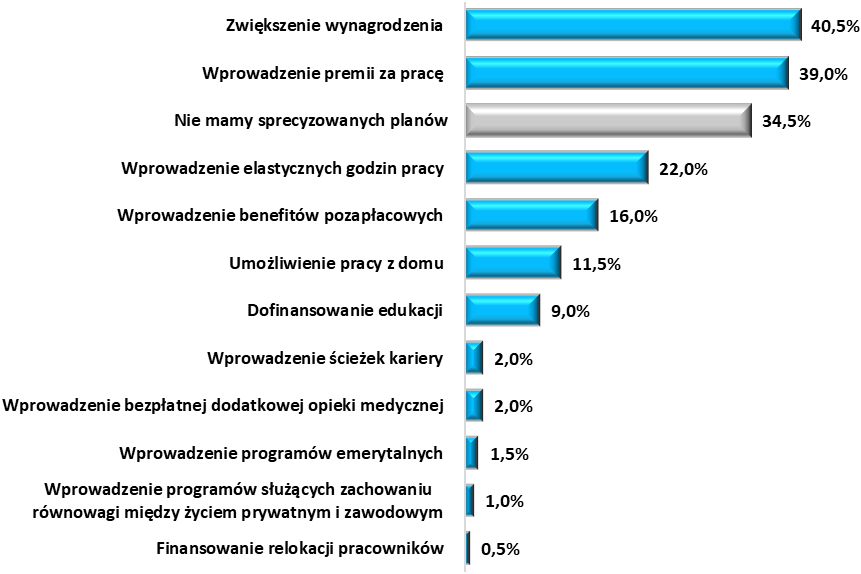 Zwiększenie wynagrodzenia 40,5%
Wprowadzenie premii za pracę 39,0%
Nie mamy sprecyzowanych planów 34,5%
Wprowadzenie elastycznych godzin pracy 22,0%
Wprowadzenie benefitów pozapłacowych 16,0%
Umożliwienie pracy z domu 11,5%
Dofinansowanie edukacji 9,0%
Wprowadzenie ścieżek kariery 2,0%
Wprowadzenie bezpłatnej dodatkowej opieki medycznej 2,0%
Wprowadzenie programów emerytalnych 1,5%
Wprowadzenie programów służących zachowaniu
równowagi między życiem prywatnym i zawodowym 1,0%
Finansowanie relokacji pracowników 0,5%